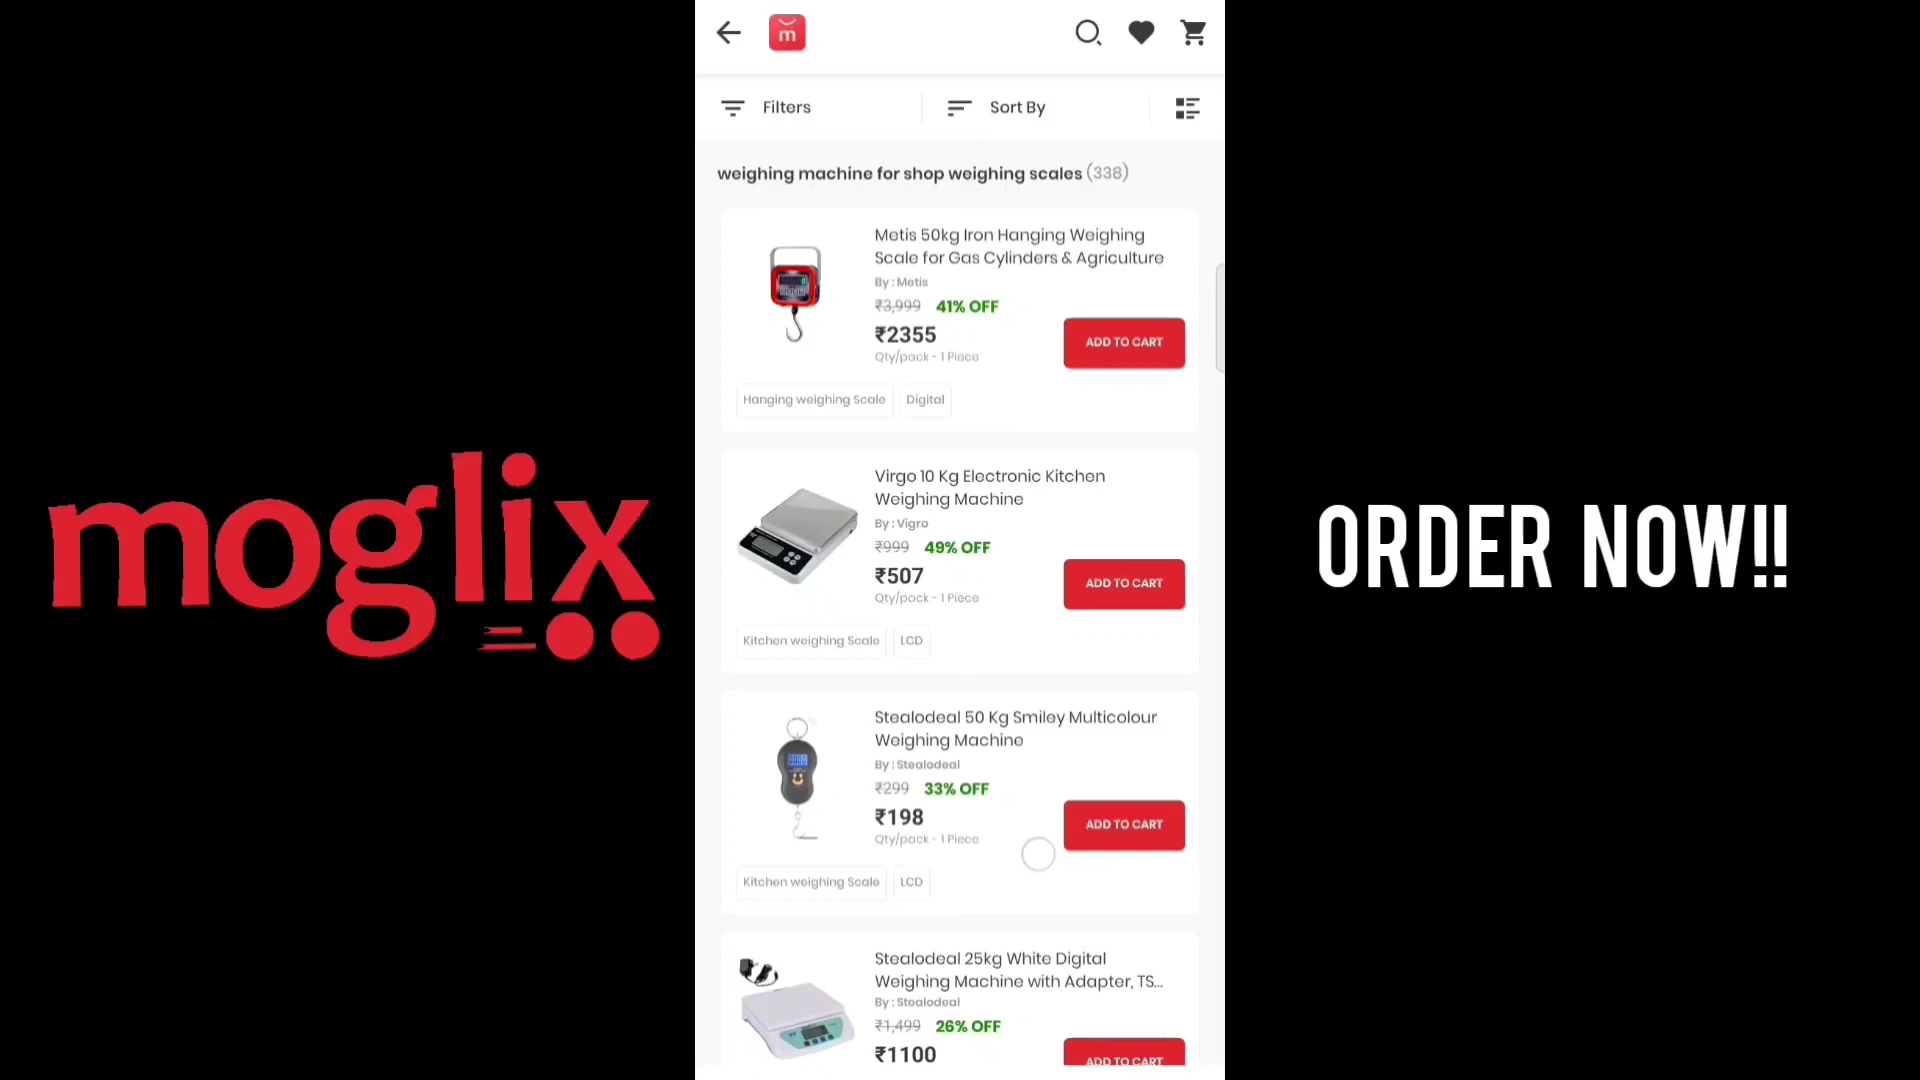 m
Filters
Sort By
weighing machine for shop weighing scales (338)
Metis 50kg Iron Hanging Weighing
Scale for Gas Cylinders & Agriculture
By : Metis
₹3,999 41% OFF
₹2355
Qty/pack - 1 Piece
ADD TO CART
Hanging weighing Scale
Digital
Virgo 10 Kg Electronic Kitchen
Weighing Machine
By : Vigro
₹999 49% OFF
₹507
Qty/pack - 1 Piece
ADD TO CART
Kitchen weighing Scale
LCD
Stealodeal 50 Kg Smiley Multicolour
Weighing Machine
By : Stealodeal
₹299 33% OFF
₹198
Qty/pack - 1 Piece
ADD TO CART
Kitchen weighing Scale
LCD
Stealodeal 25kg White Digital
Weighing Machine with Adapter, TS...
By : Stealodeal
₹1,499 26% OFF
₹1100
ADD TO CART
moglix
ORDER NOW!!